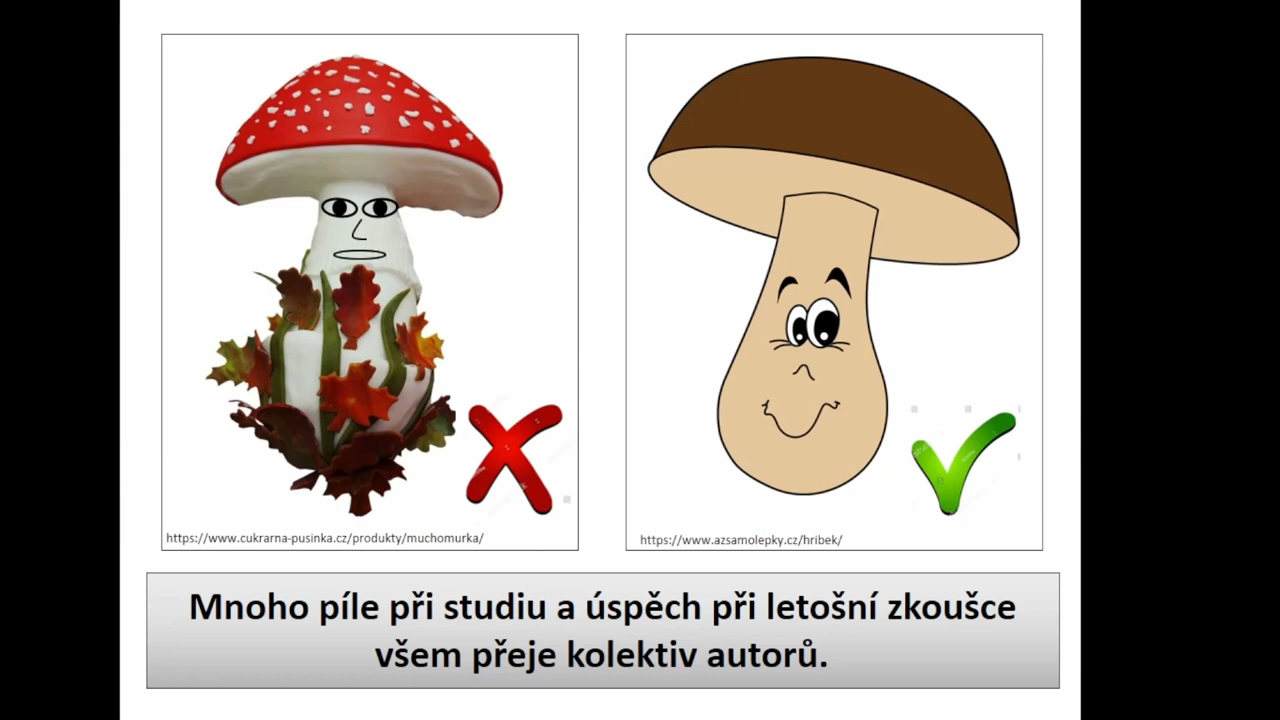 https://www.cukrarna-pusinka.cz/produkty/muchomurka/
https://www.azsamolepky.cz/hribek/
Mnoho píle při studiu a úspěch při letošní zkoušce
všem přeje kolektiv autorů.